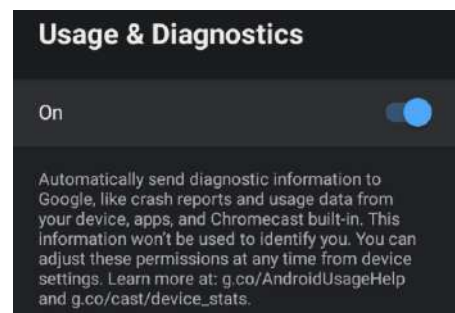 Usage & Diagnostics
On
Automatically send diagnostic information to
Google, like crash reports and usage data from
your device, apps, and Chromecast built-in. This
information won't be used to identify you. You can
adjust these permissions at any time from device
settings. Learn more at: g.co/AndroidUsageHelp
and g.co/cast/device_stats.